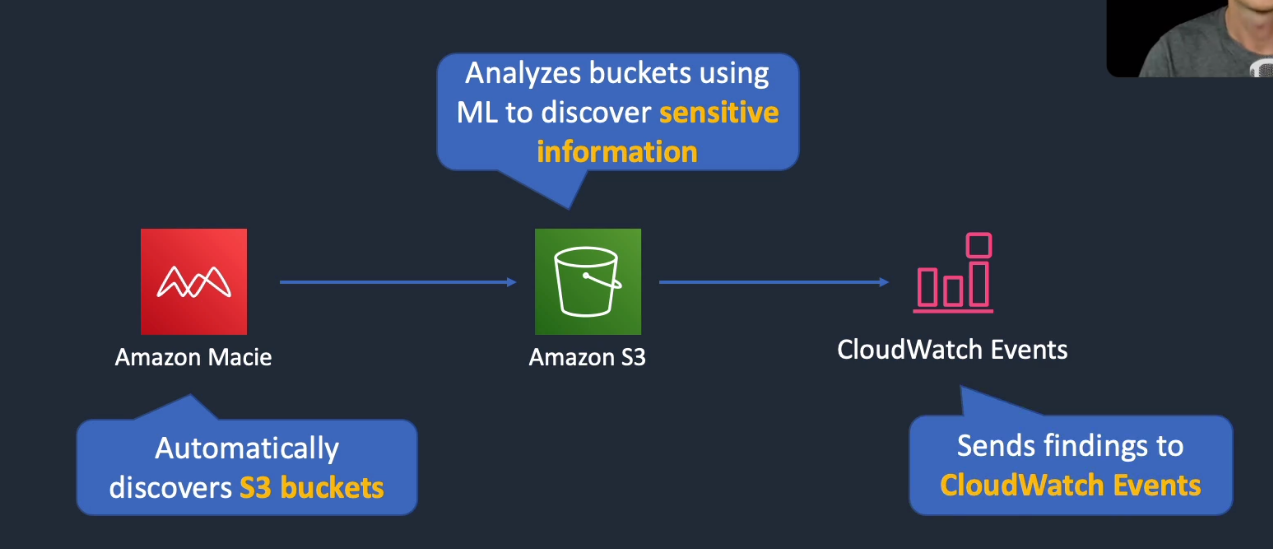 Analyzes buckets using
ML to discover sensitive
information
Amazon Macie
Amazon S3
CloudWatch Events
Automatically
discovers S3 buckets
Sends findings to
CloudWatch Events